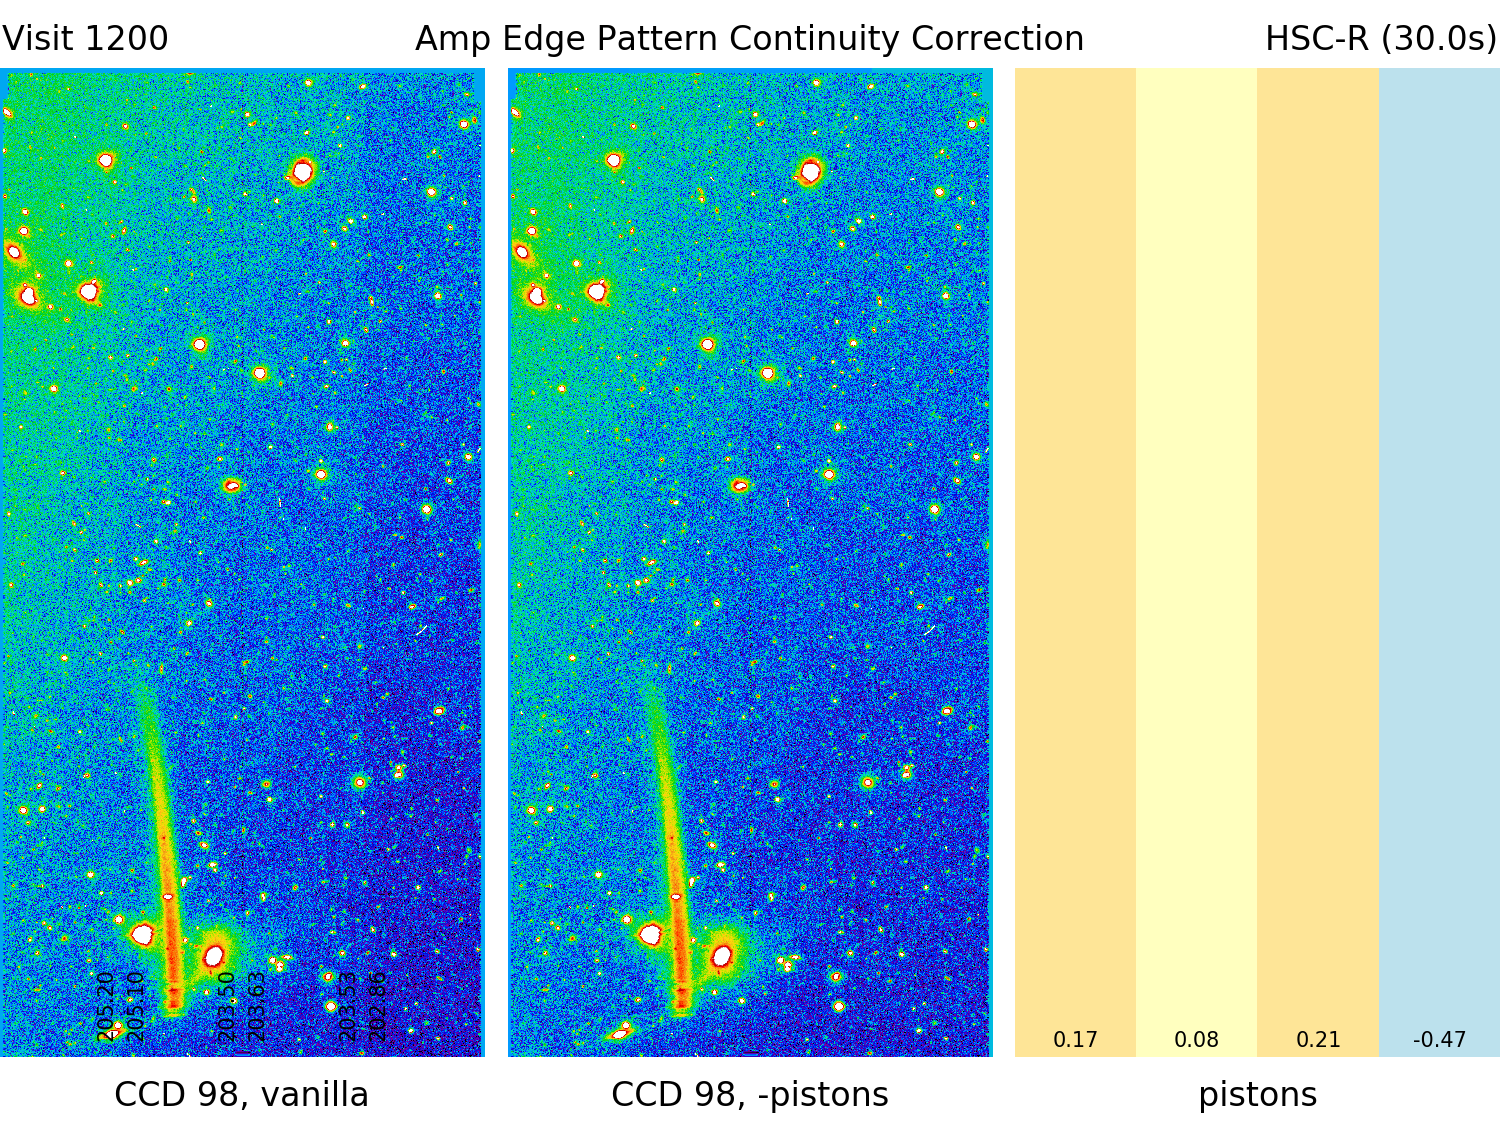 Visit 1200
Amp Edge Pattern Continuity Correction
HSC-R (30.0s)
205.20
205.10
203.50
203.63
203.53
202.86
0.17
0.08
0.21
-0.47
CCD 98, vanilla
CCD 98, -pistons
pistons